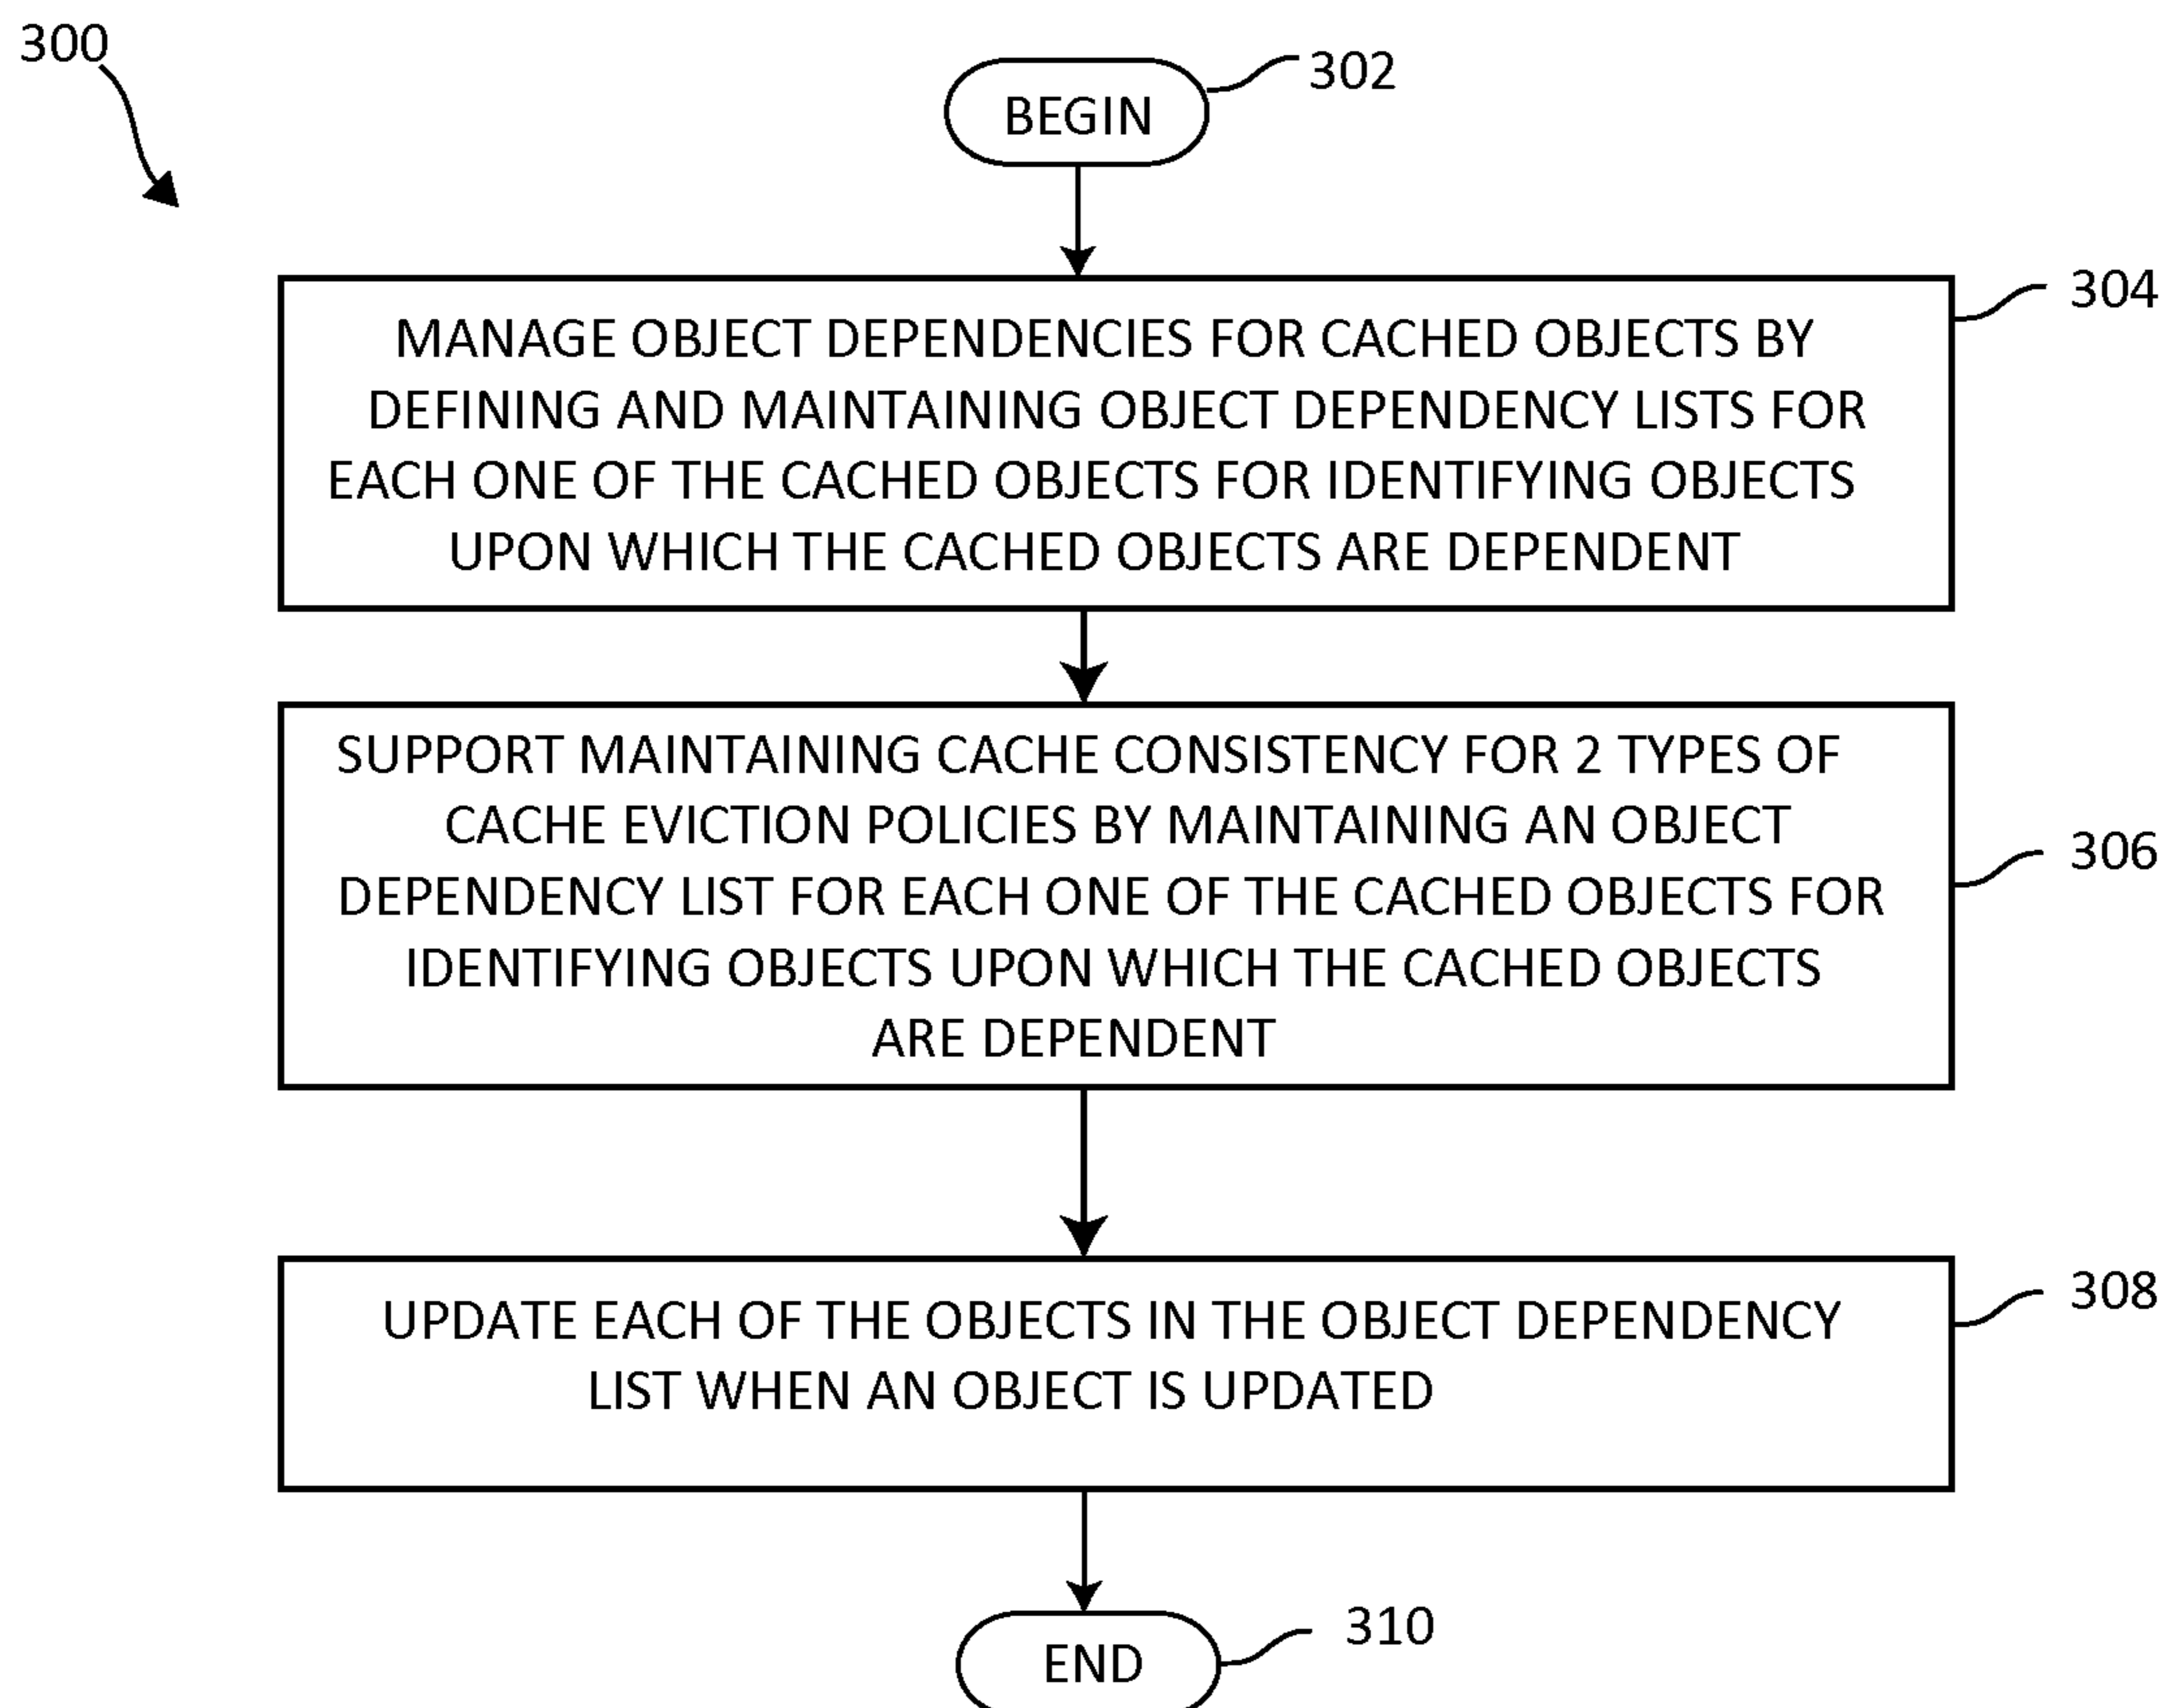 300
BEGIN
302
MANAGE OBJECT DEPENDENCIES FOR CACHED OBJECTS BY
DEFINING AND MAINTAINING OBJECT DEPENDENCY LISTS FOR
EACH ONE OF THE CACHED OBJECTS FOR IDENTIFYING OBJECTS
UPON WHICH THE CACHED OBJECTS ARE DEPENDENT
304
SUPPORT MAINTAINING CACHE CONSISTENCY FOR 2 TYPES OF
CACHE EVICTION POLICIES BY MAINTAINING AN OBJECT
DEPENDENCY LIST FOR EACH ONE OF THE CACHED OBJECTS FOR
IDENTIFYING OBJECTS UPON WHICH THE CACHED OBJECTS
ARE DEPENDENT
306
UPDATE EACH OF THE OBJECTS IN THE OBJECT DEPENDENCY
LIST WHEN AN OBJECT IS UPDATED
308
END
310